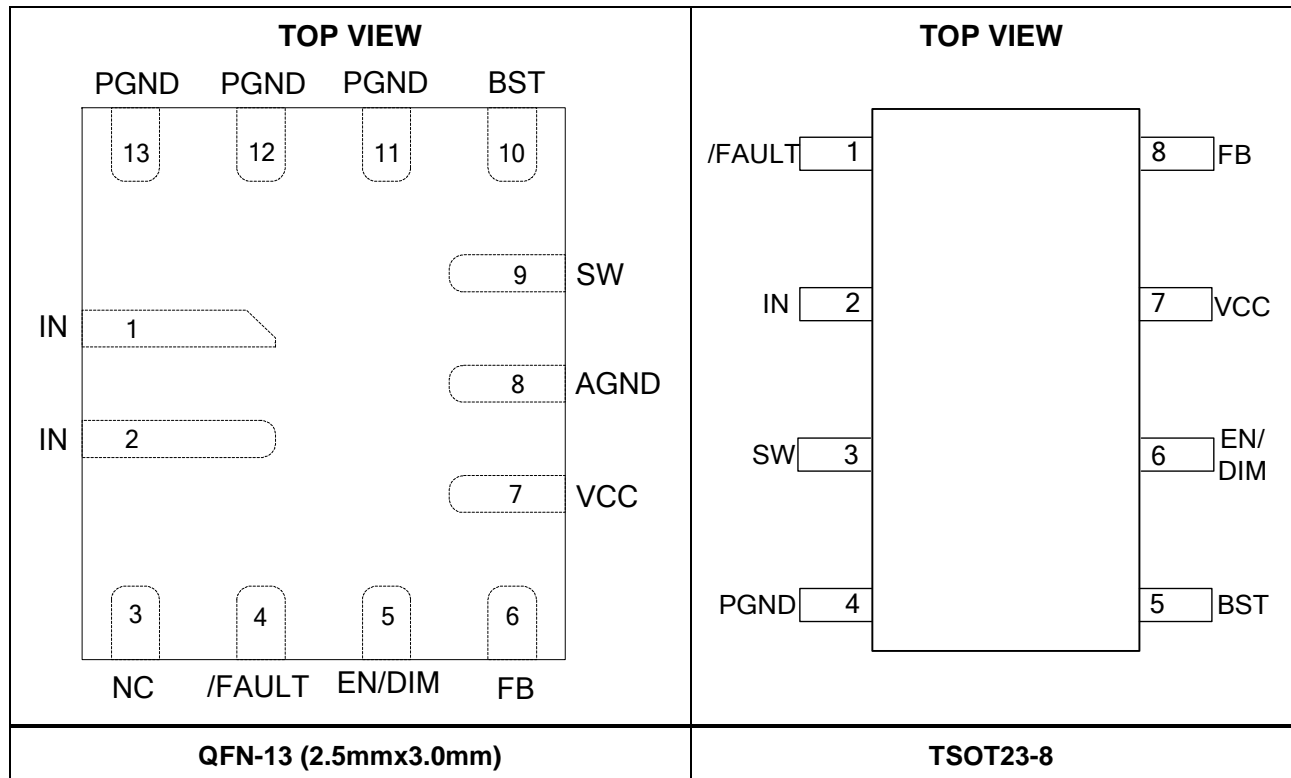 TOP VIEW
PGND PGND PGND BST
13 12 11 10
9 SW
IN 1
8 AGND
IN 2
7 VCC
3 4 5 6
NC /FAULT EN/DIM FB
QFN-13 (2.5mmx3.0mm)
TOP VIEW
/FAULT 1 8 FB
IN 2 7 VCC
SW 3 6 EN/
DIM
PGND 4 5 BST
TSOT23-8